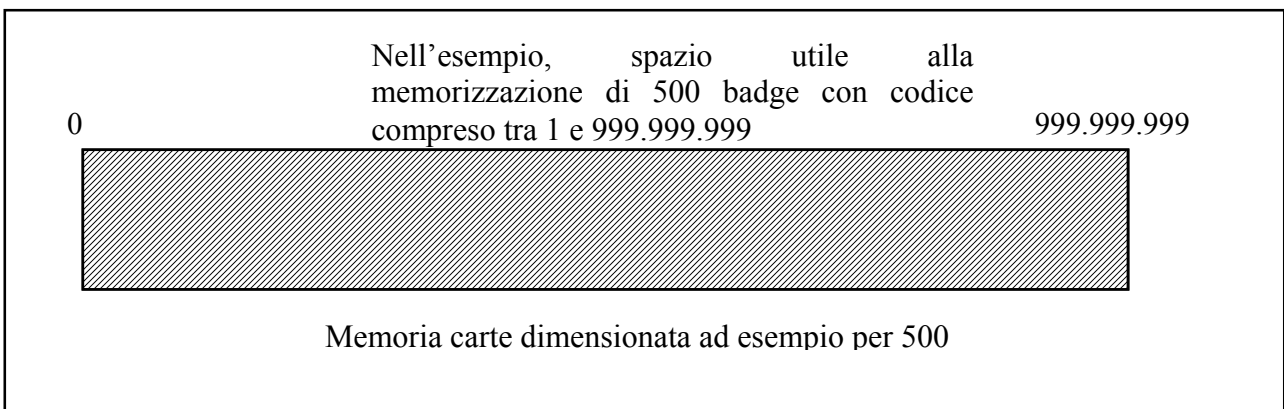 Nell’esempio, spazio utile alla
memorizzazione di 500 badge con codice
compreso tra 1 e 999.999.999
0
999.999.999
Memoria carte dimensionata ad esempio per 500